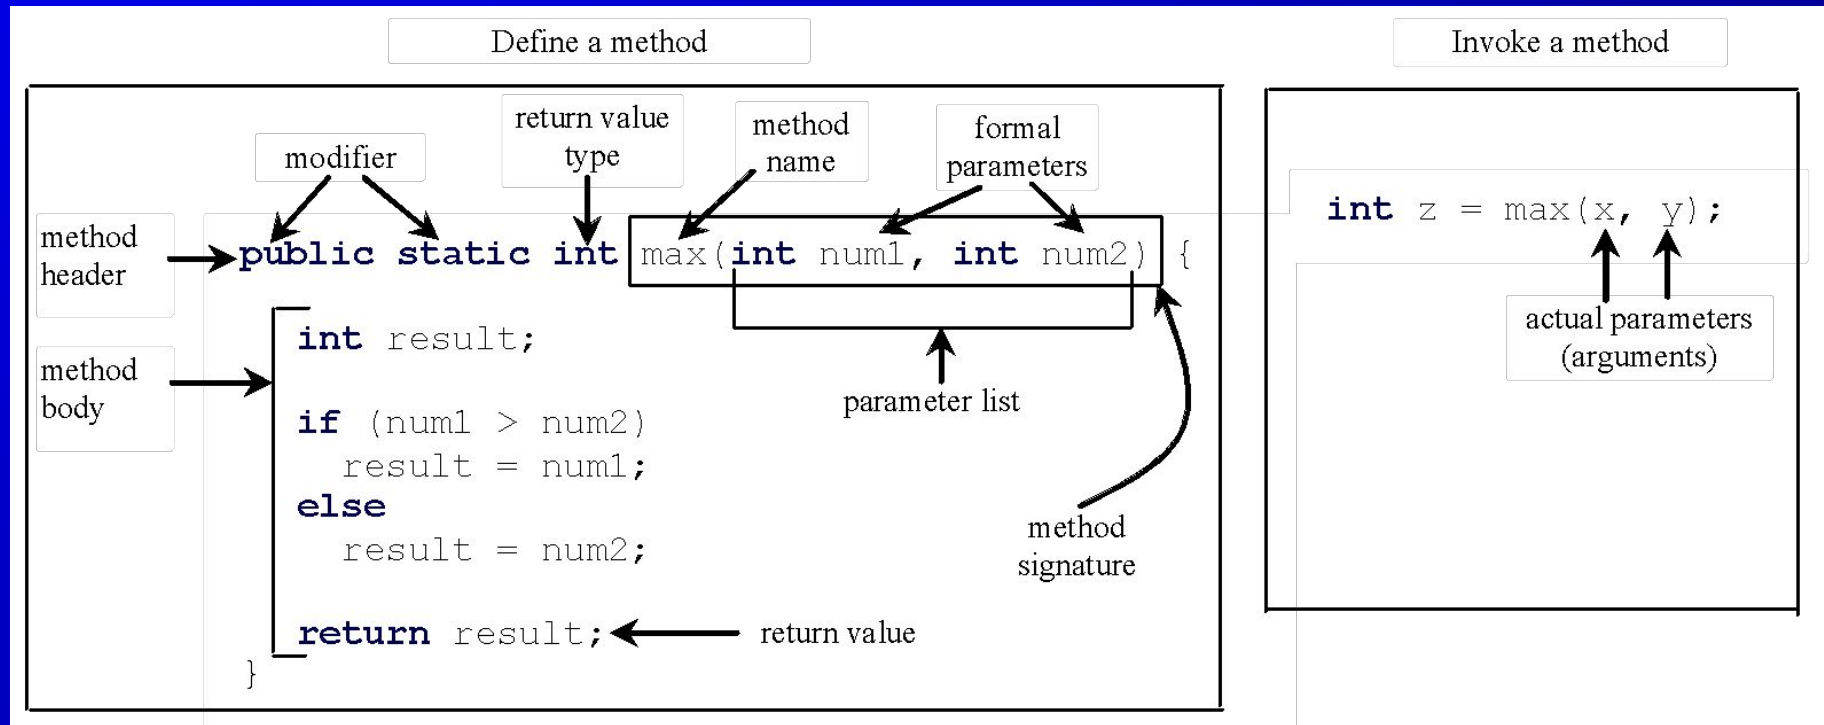 Define a method
Invoke a method
return value
type
method
name
formal
parameters
modifier
method
header
public static int max(int num1, int num2) {
int z = max(x, y);
actual parameters
(arguments)
int result;
method
body
parameter list
if (num1 > num2)
result = num1;
else
result = num2;
method
signature
return result;
return value
}